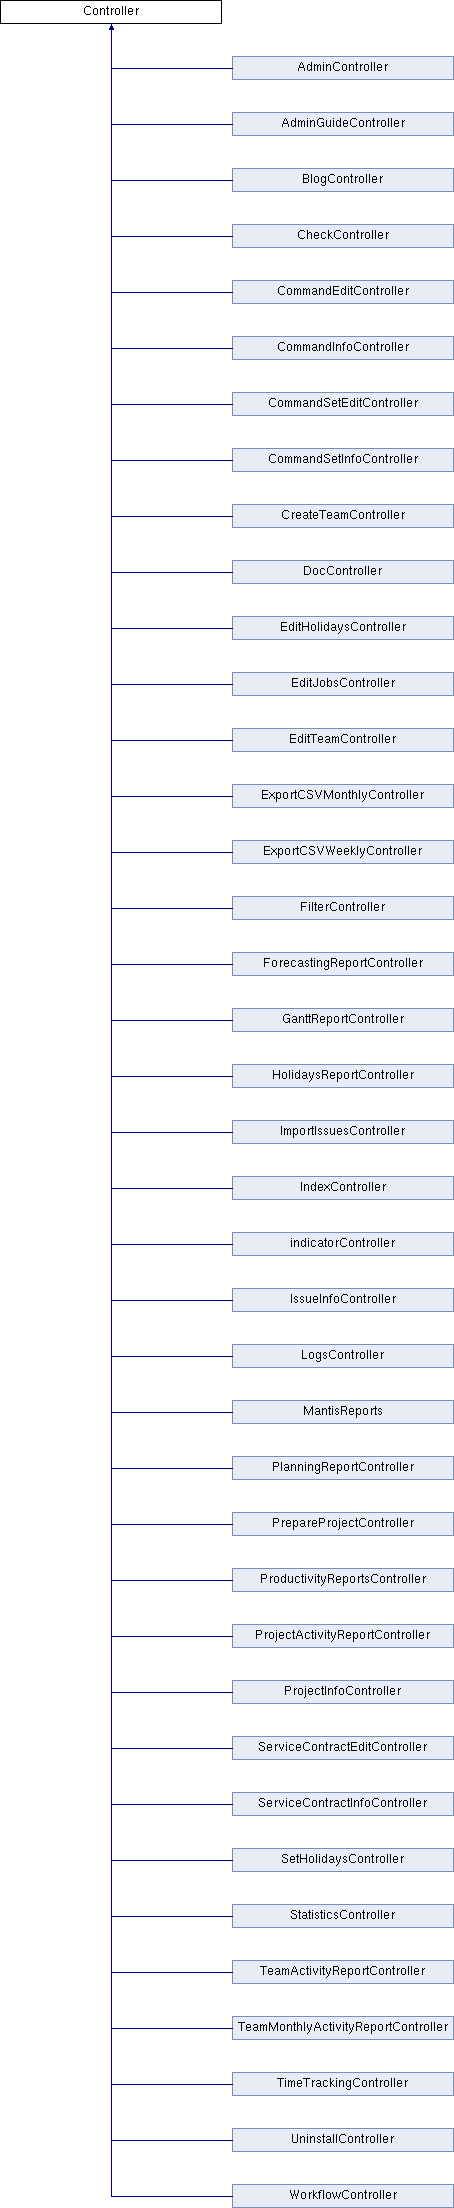 Controller
AdminController
AdminGuideController
BlogController
CheckController
CommandEditController
CommandInfoController
CommandSetEditController
CommandSetInfoController
CreateTeamController
DocController
EditHolidaysController
EditJobsController
EditTeamController
ExportCSVMonthlyController
ExportCSVWeeklyController
FilterController
ForecastingReportController
GanttReportController
HolidaysReportController
ImportIssuesController
IndexController
indicatorController
IssueInfoController
LogsController
MantisReports
PlanningReportController
PrepareProjectController
ProductivityReportsController
ProjectActivityReportController
ProjectInfoController
ServiceContractEditController
ServiceContractInfoController
SetHolidaysController
StatisticsController
TeamActivityReportController
TeamMonthlyActivityReportController
TimeTrackingController
UninstallController
WorkflowController